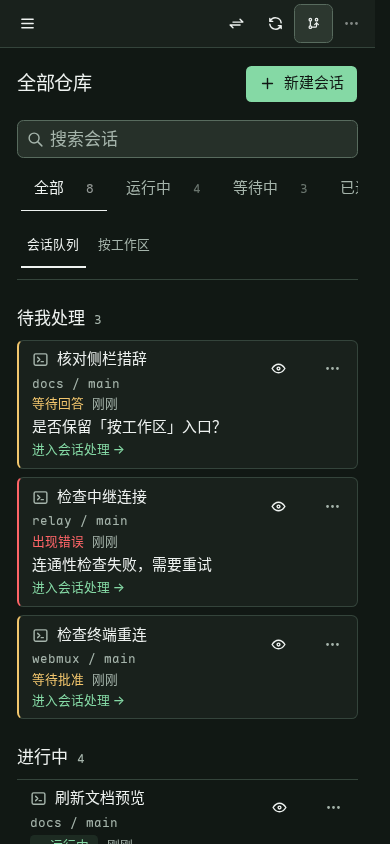 全部仓库
+ 新建会话
搜索会话
全部 8 运行中 4 等待中 3
会话队列 按工作区
待我处理 3
核对侧栏措辞
docs / main
等待回答 刚刚
是否保留「按工作区」入口?
进入会话处理 →
检查中继连接
relay / main
出现错误 刚刚
连通性检查失败，需要重试
进入会话处理 →
检查终端重连
webmux / main
等待批准 刚刚
进入会话处理 →
进行中 4
刷新文档预览
docs / main
运行中 刚刚